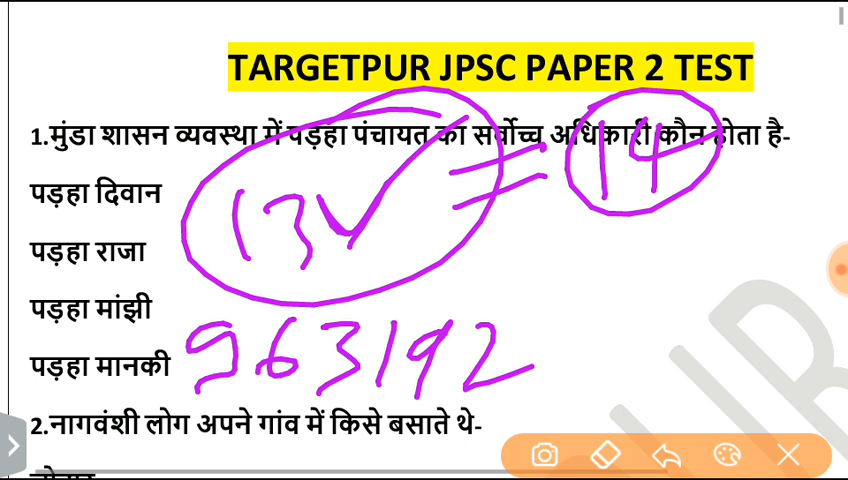 TARGETPUR JPSC PAPER 2 TEST
1.मुंडा शासन व्यवस्था में पड़हा पंचायत का सर्वोच्च अधिकारी कौन होता है-
13 = 14
पड़हा दिवान
पड़हा राजा
पड़हा मांझी
पड़हा मानकी
963192
2.नागवंशी लोग अपने गांव में किसे बसाते थे-